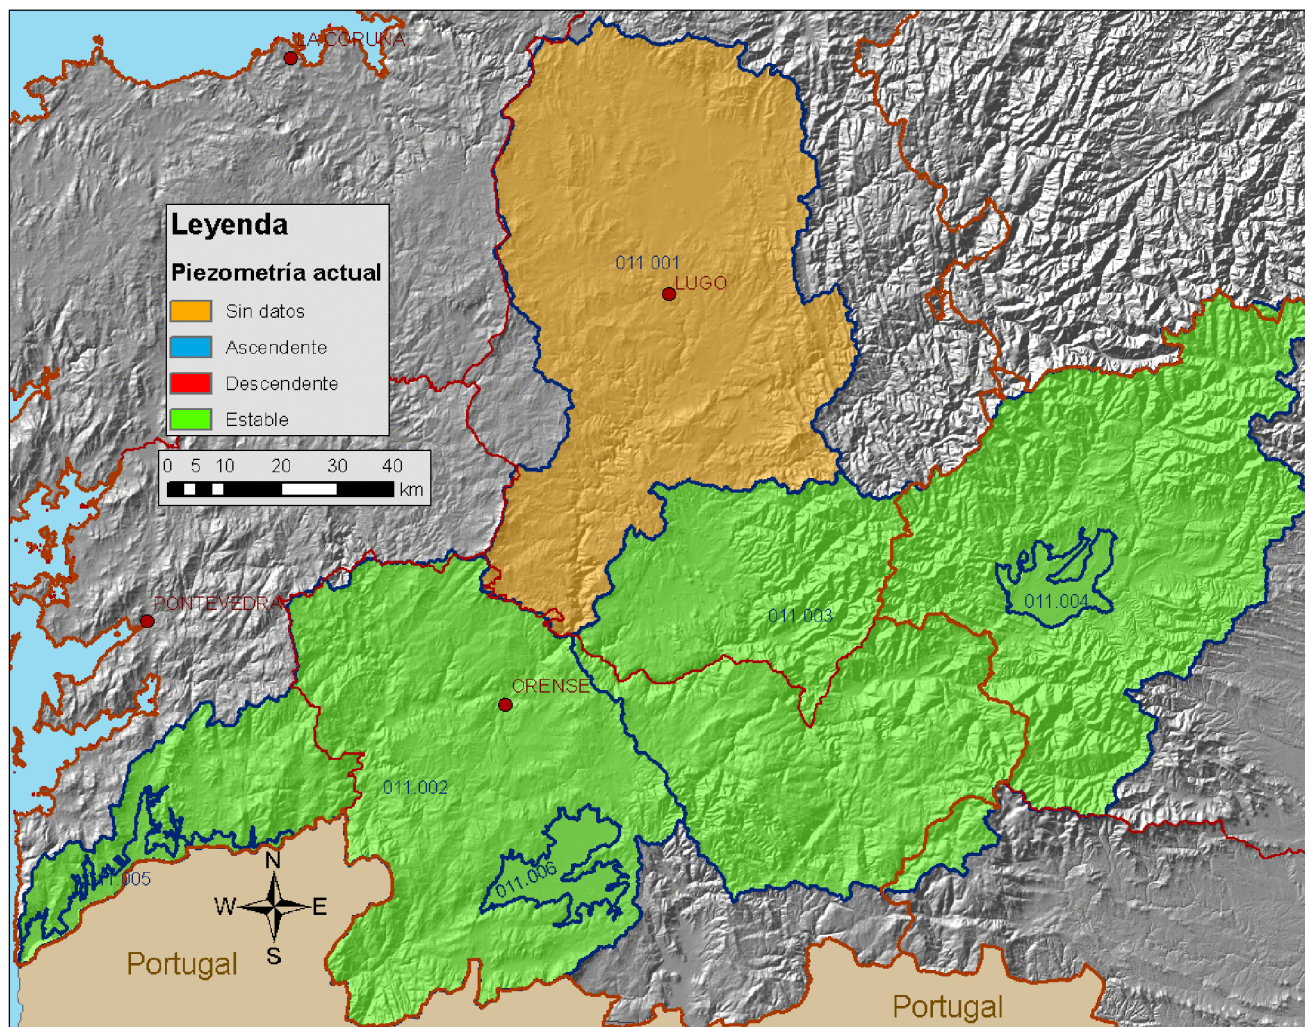 LA CORUÑA
011.001
LUGO
Leyenda
Piezometría actual
Sin datos
Ascendente
Descendente
Estable
0 5 10 20 30 40
km
PONTEVEDRA
011.004
011.003
ORENSE
011.002
011.006
N
W E
S
Portugal
Portugal